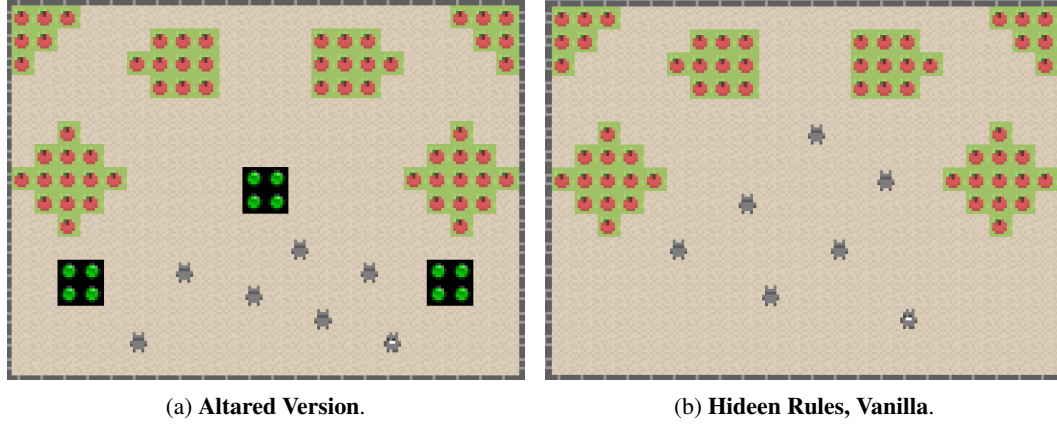 (a) Altared Version.
(b) Hideen Rules, Vanilla.